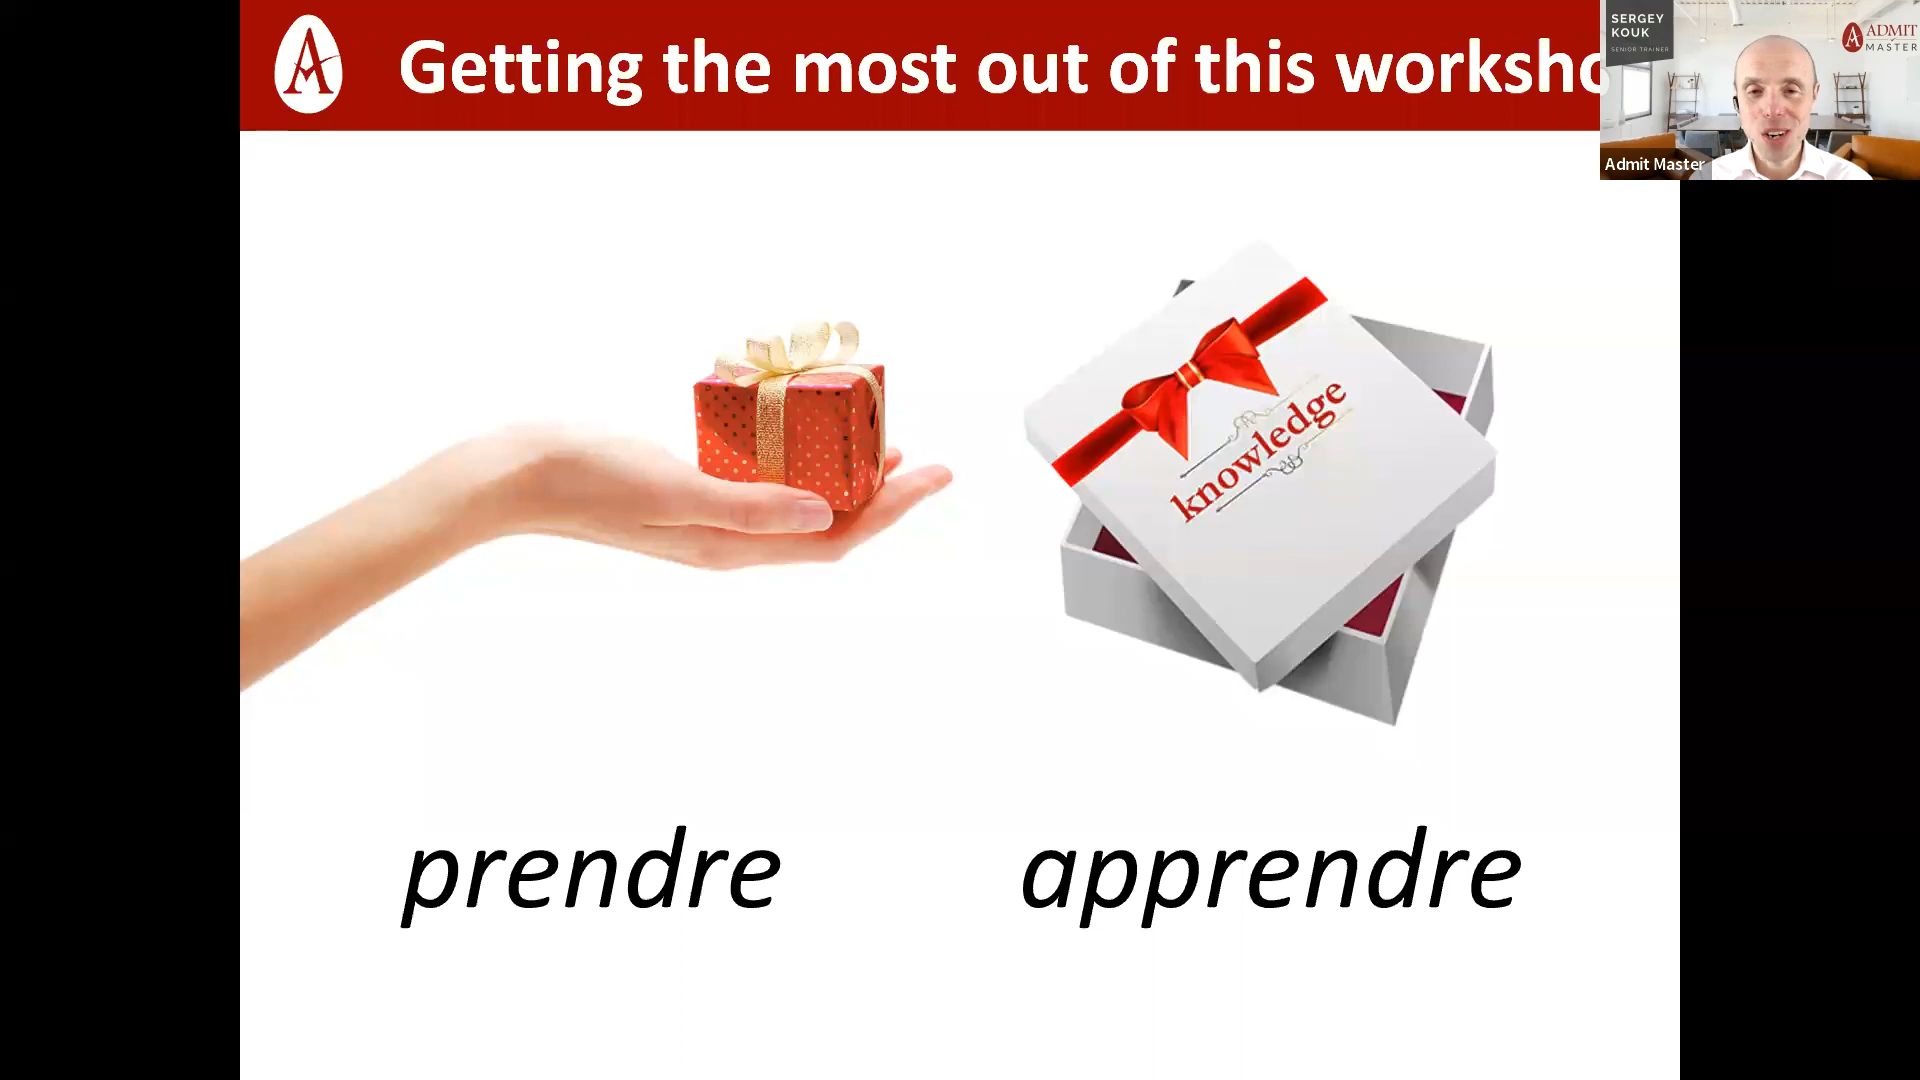 Getting the most out of this worksho
SERGEY
KOUK
SENIOR TRAINER
ADMIT
MASTER
Admit Master
knowledge
prendre
apprendre